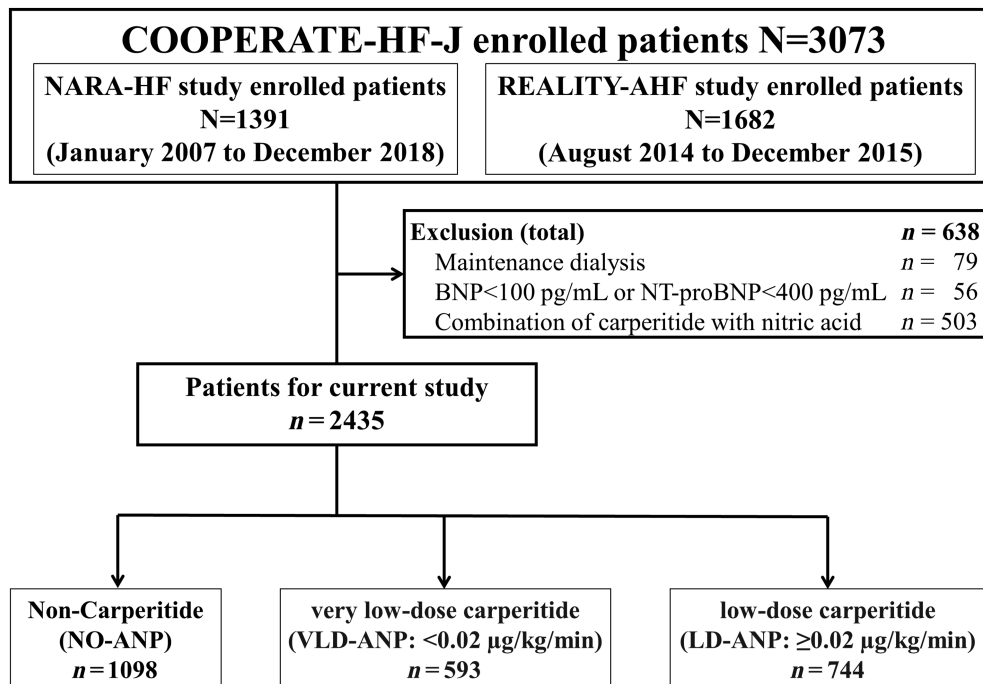 COOPERATE-HF-J enrolled patients N=3073
NARA-HF study enrolled patients
N=1391
(January 2007 to December 2018)
REALITY-AHF study enrolled patients
N=1682
(August 2014 to December 2015)
Exclusion (total) n = 638
Maintenance dialysis n = 79
BNP<100 pg/mL or NT-proBNP<400 pg/mL n = 56
Combination of carperitide with nitric acid n = 503
Patients for current study
n = 2435
Non-Carperitide
(NO-ANP)
n = 1098
very low-dose carperitide
(VLD-ANP: <0.02 μg/kg/min)
n = 593
low-dose carperitide
(LD-ANP: ≥0.02 μg/kg/min)
n = 744